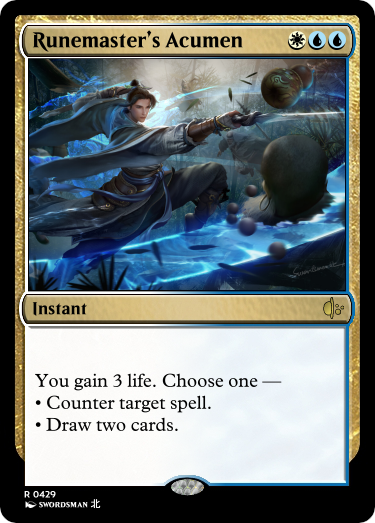 Runemaster's Acumen
Instant
You gain 3 life. Choose one —
• Counter target spell.
• Draw two cards.
R 0429
SWORDSMAN 北